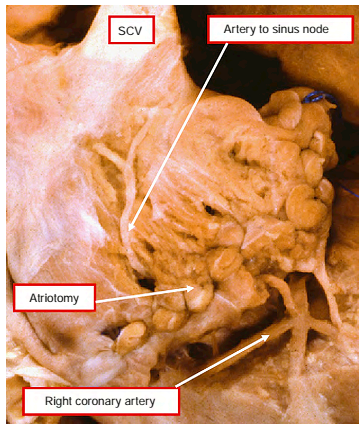 SCV
Artery to sinus node
Atriotomy
Right coronary artery